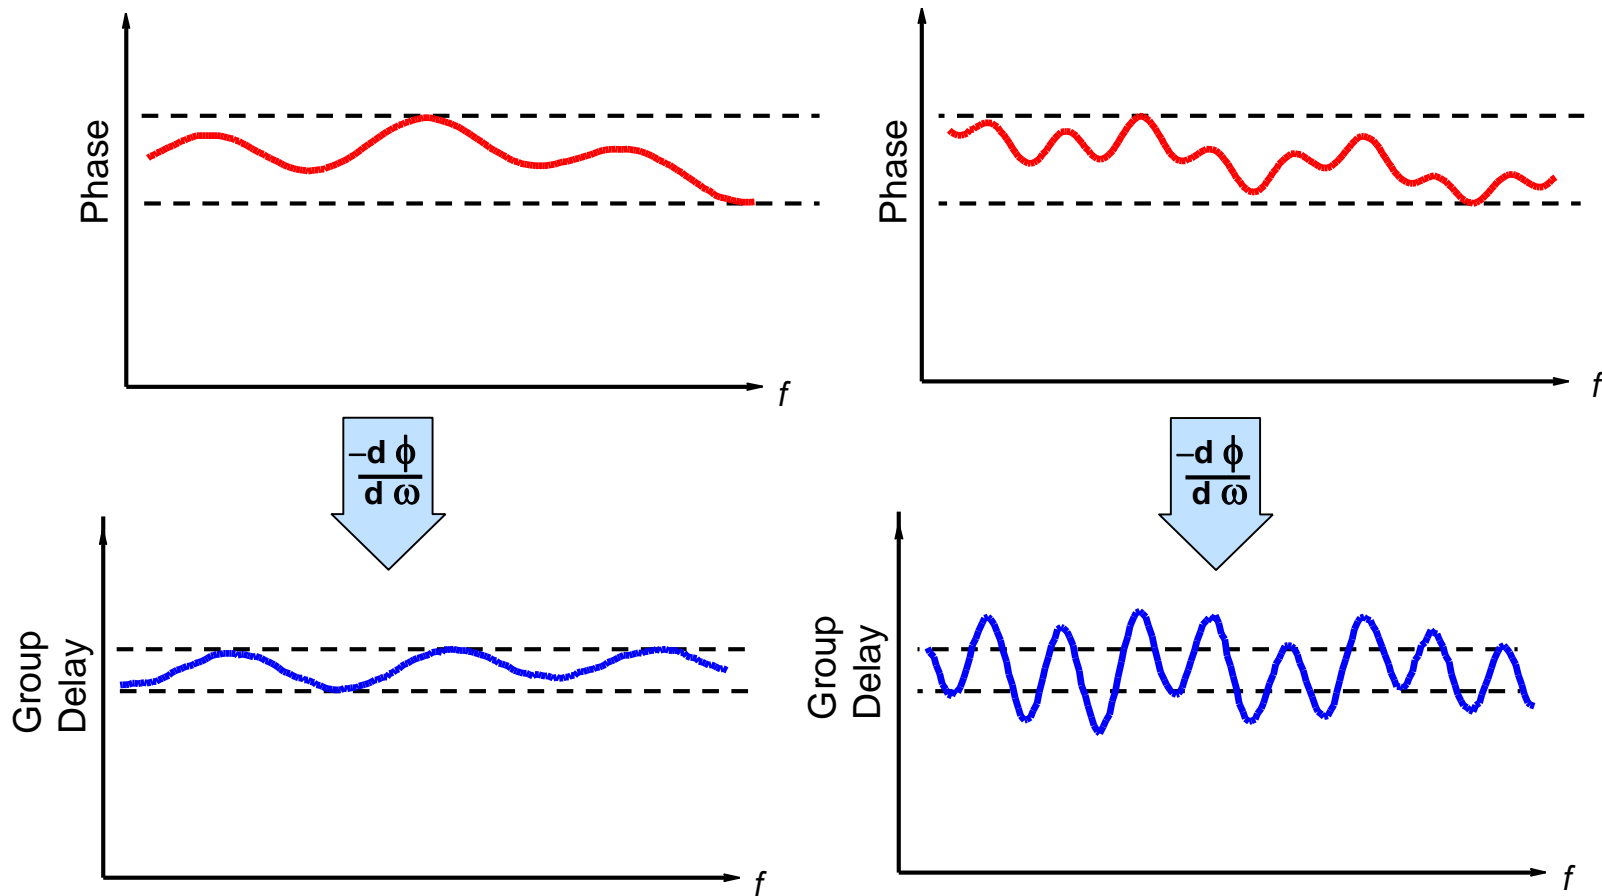 Phase
f
Phase
f
−d ϕ
d ω
−d ϕ
d ω
Group
Delay
f
Group
Delay
f